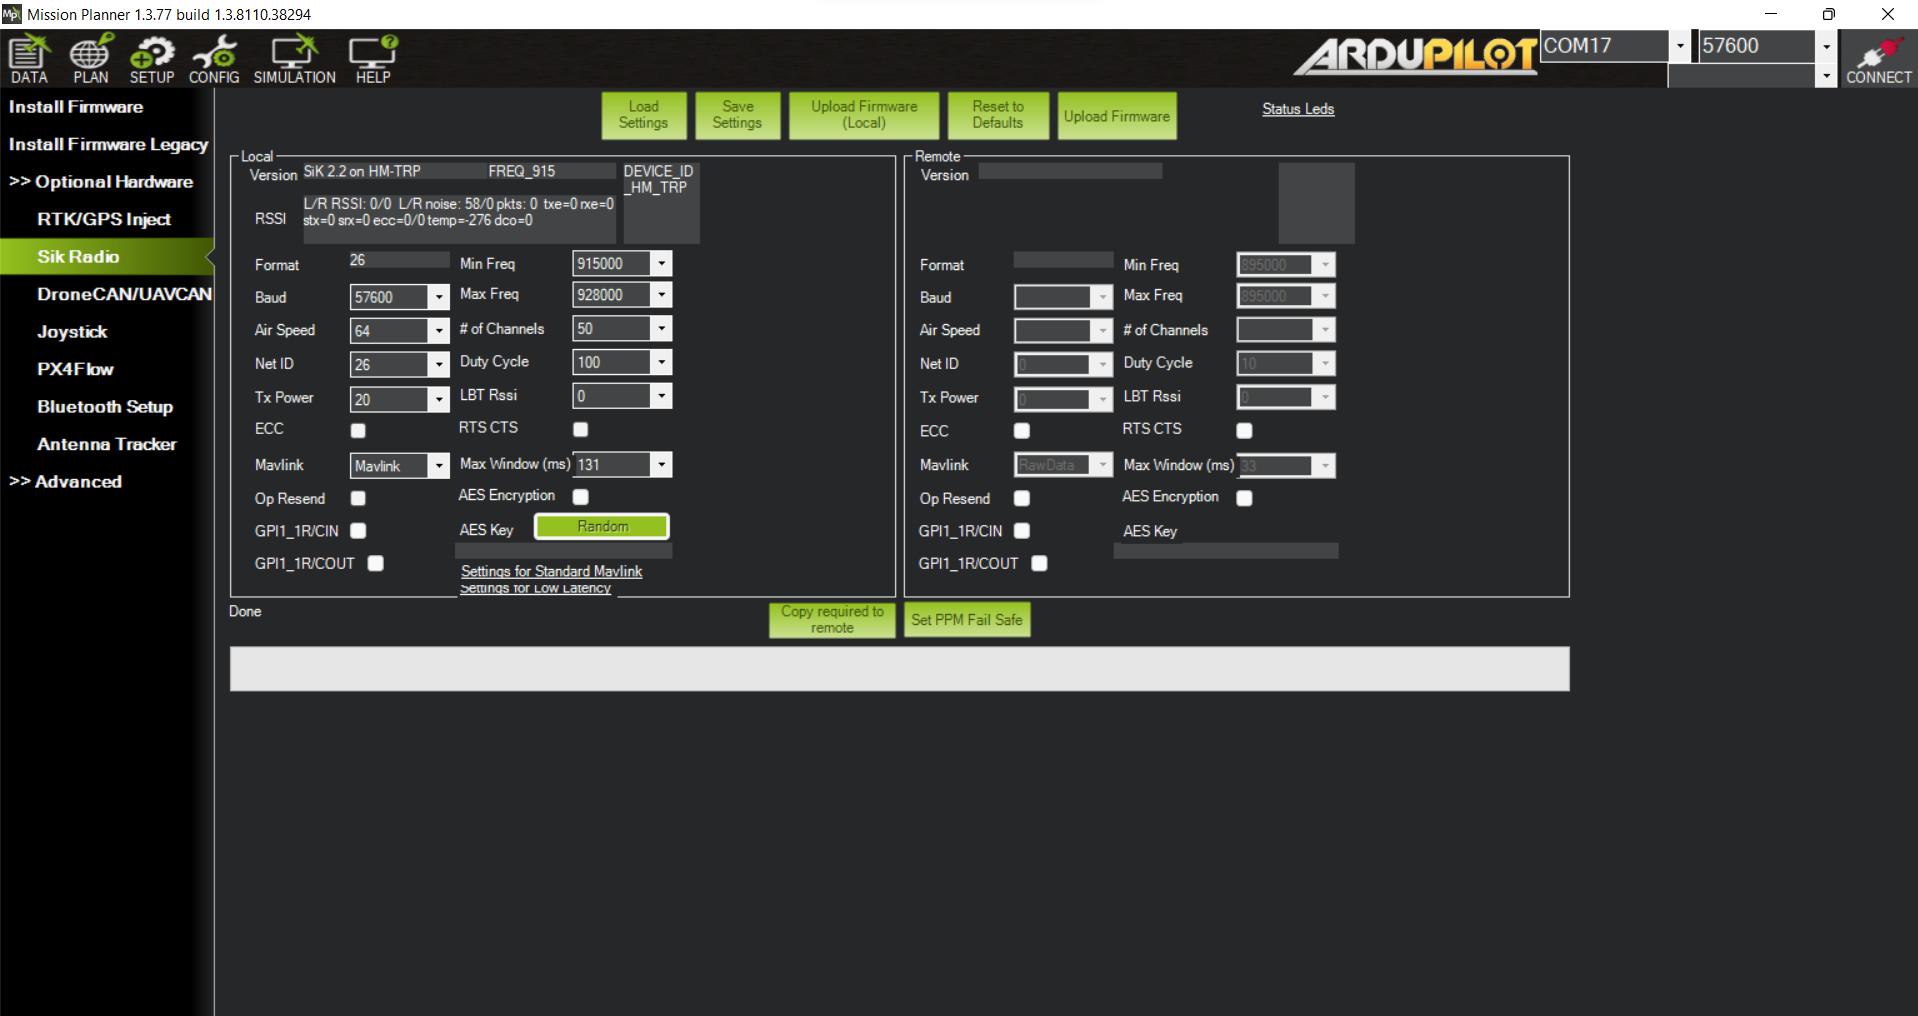 Mission Planner 1.3.77 build 1.3.8110.38294
DATA PLAN SETUP CONFIG SIMULATION HELP
ARDUPILOT
COM17 57600
CONNECT
Install Firmware
Install Firmware Legacy
>> Optional Hardware
RTK/GPS Inject
Sik Radio
DroneCAN/UAVCAN
Joystick
PX4Flow
Bluetooth Setup
Antenna Tracker
>> Advanced
Load Settings
Save Settings
Upload Firmware (Local)
Reset to Defaults
Upload Firmware
Status Leds
Local
Version SiK 2.2 on HM-TRP FREQ_915 DEVICE_ID
_HM_TRP
RSSI L/R RSSI: 0/0 L/R noise: 58/0 pkts: 0 txe=0 rxe=0
stx=0 srx=0 ecc=0/0 temp=-276 dco=0
Format 26 Min Freq 915000
Baud 57600 Max Freq 928000
Air Speed 64 # of Channels 50
Net ID 26 Duty Cycle 100
Tx Power 20 LBT Rssi 0
ECC RTS CTS
Mavlink Mavlink Max Window (ms) 131
Op Resend AES Encryption
GPI1_1R/CIN AES Key Random
GPI1_1R/COUT
Settings for Standard Mavlink
Settings for Low Latency
Remote
Version
Format Min Freq 895000
Baud Max Freq 895000
Air Speed # of Channels
Net ID 0 Duty Cycle 10
Tx Power 0 LBT Rssi 0
ECC RTS CTS
Mavlink RawData Max Window (ms) 33
Op Resend AES Encryption
GPI1_1R/CIN AES Key
GPI1_1R/COUT
Done
Copy required to remote
Set PPM Fail Safe